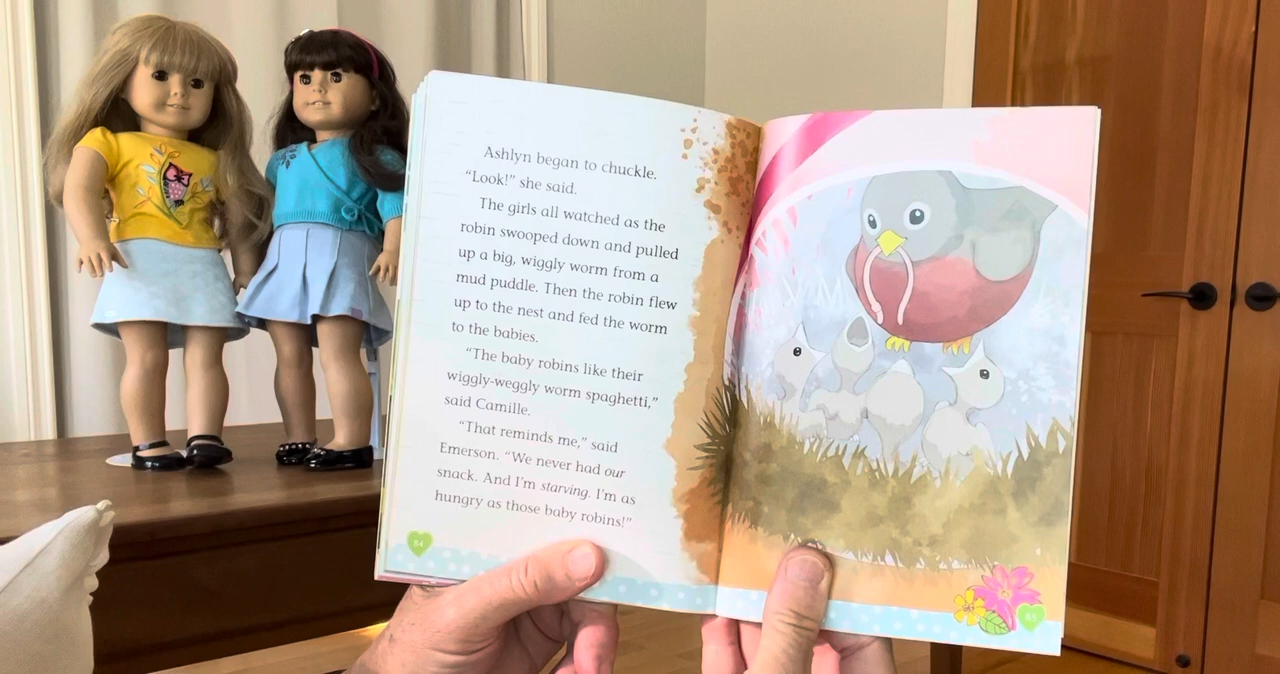 Ashlyn began to chuckle.
“Look!” she said.
The girls all watched as the
robin swooped down and pulled
up a big, wiggly worm from a
mud puddle. Then the robin flew
up to the nest and fed the worm
to the babies.
“The baby robins like their
wiggly-weggly worm spaghetti,”
said Camille.
“That reminds me,” said
Emerson. “We never had our
snack. And I’m starving. I’m as
hungry as those baby robins!”
84
85